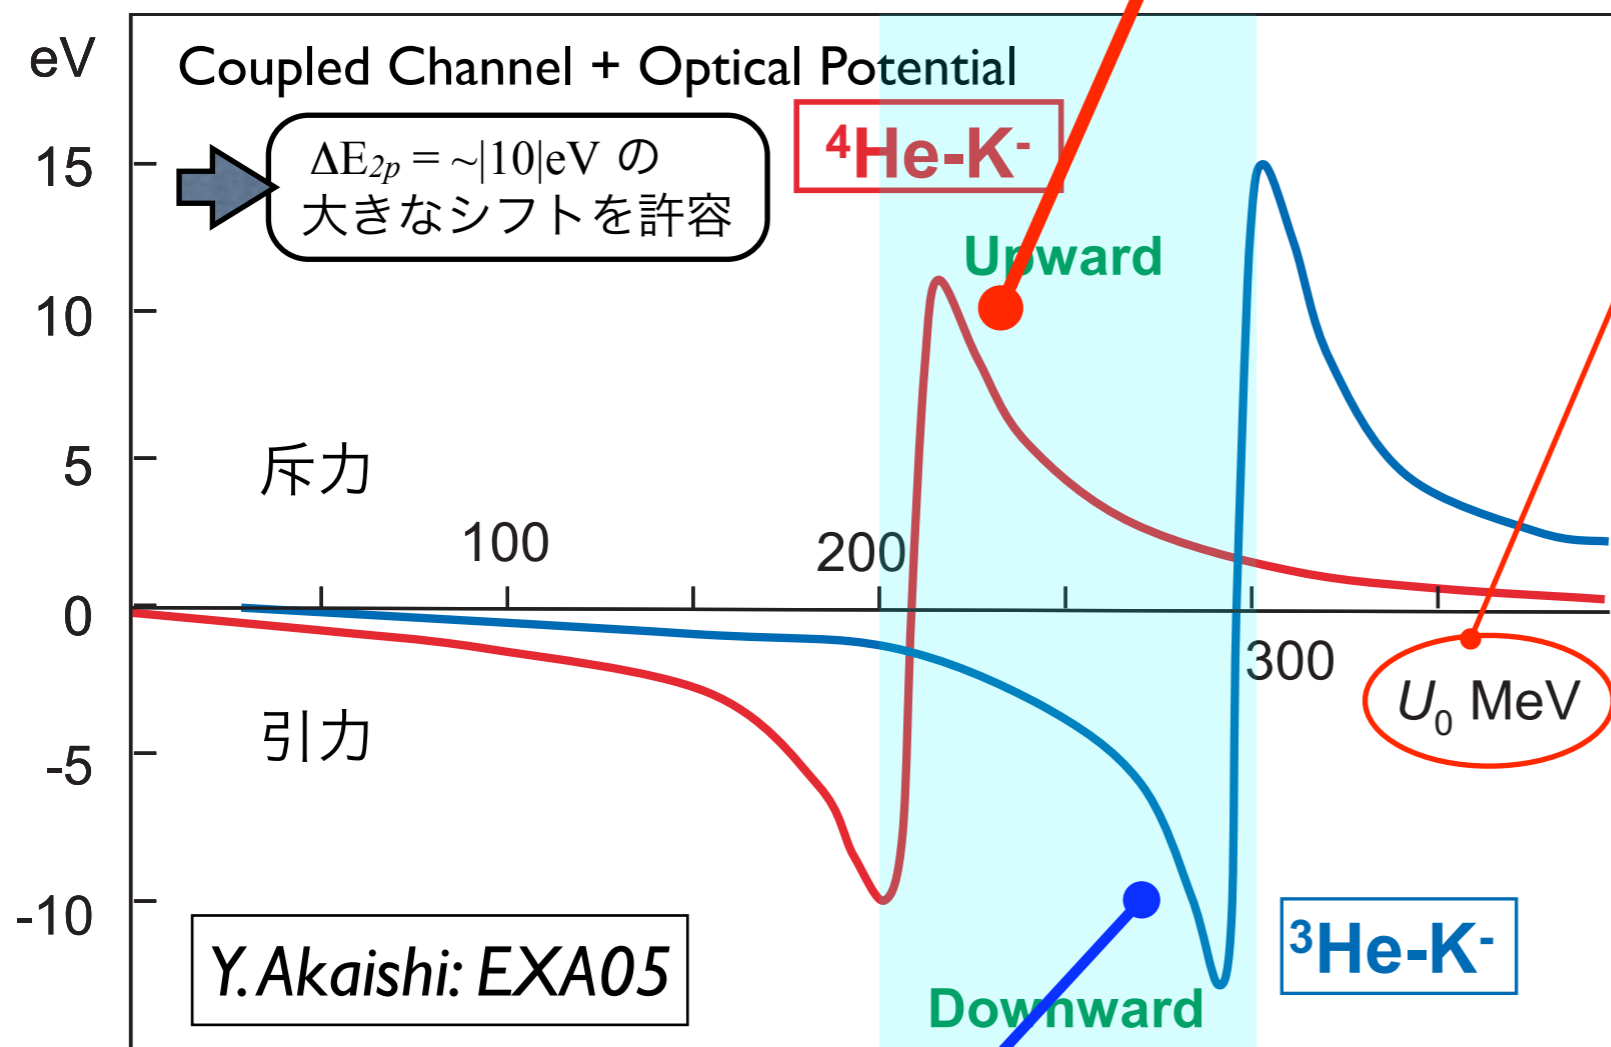 eV
Coupled Channel + Optical Potential
ΔE2p = ~|10|eV の
大きなシフトを許容
⁴He-K⁻
15
Upward
10
5
斥力
100
200
0
300
U₀ MeV
引力
-5
-10
Y. Akaishi: EXA05
³He-K⁻
Downward